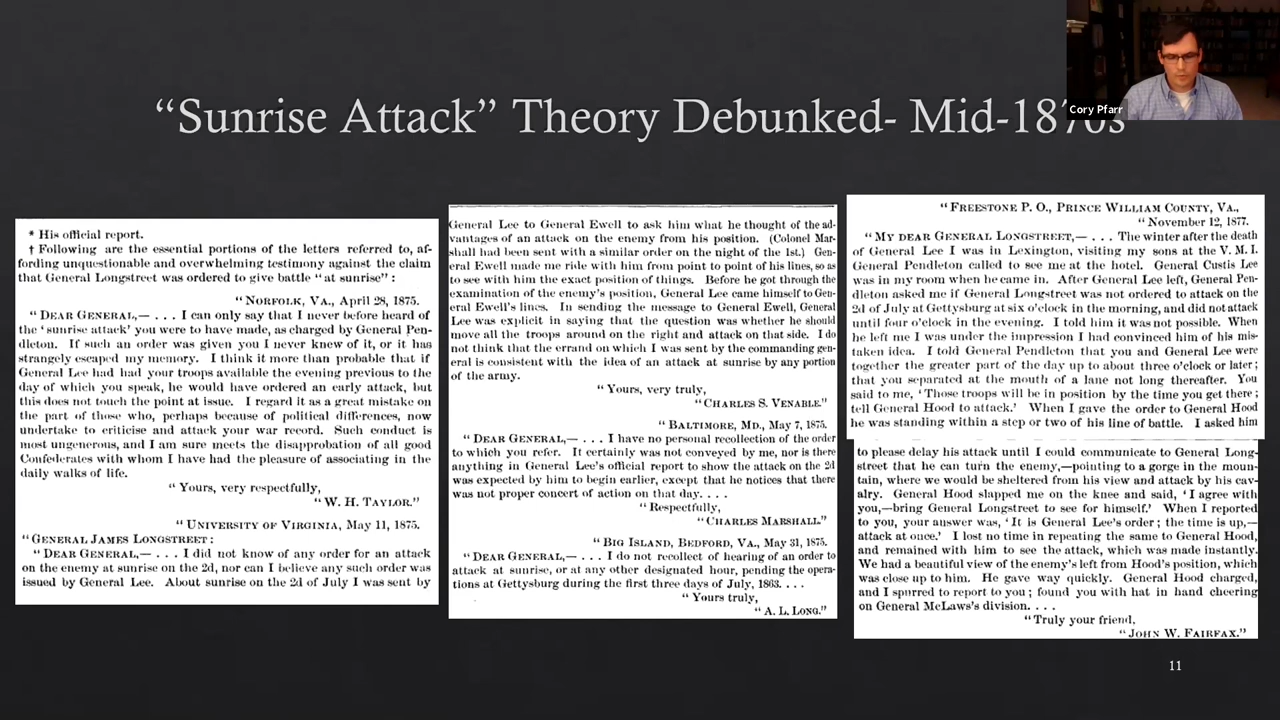 Cory Pfarr
“Sunrise Attack” Theory Debunked- Mid-1870s
* His official report.
† Following are the essential portions of the letters referred to, af-
fording unquestionable and overwhelming testimony against the claim
that General Longstreet was ordered to give battle “at sunrise”:
“Norfolk, Va., April 28, 1875.
“Dear General,— . . . I can only say that I never before heard of
the ‘sunrise attack’ you were to have made, as charged by General Pen-
dleton. If such an order was given you I never knew of it, or it has
strangely escaped my memory. I think it more than probable that if
General Lee had had your troops available the evening previous to the
day of which you speak, he would have ordered an early attack, but
this does not touch the point at issue. I regard it as a great mistake on
the part of those who, perhaps because of political differences, now
undertake to criticise and attack your war record. Such conduct is
most ungenerous, and I am sure meets the disapprobation of all good
Confederates with whom I have had the pleasure of associating in the
daily walks of life.
“Yours, very respectfully,
“W. H. Taylor.”
“University of Virginia, May 11, 1875.
“General James Longstreet:
“Dear General,— . . . I did not know of any order for an attack
on the enemy at sunrise on the 2d, nor can I believe any such order was
issued by General Lee. About sunrise on the 2d of July I was sent by
General Lee to General Ewell to ask him what he thought of the ad-
vantages of an attack on the enemy from his position. (Colonel Mar-
shall had been sent with a similar order on the night of the 1st.) Gen-
eral Ewell made me ride with him from point to point of his lines, so as
to see with him the exact position of things. Before he got through the
examination of the enemy’s position, General Lee came himself to Gen-
eral Ewell’s lines. In sending the message to General Ewell, General
Lee was explicit in saying that the question was whether he should
move all the troops around on the right and attack on that side. I do
not think that the errand on which I was sent by the commanding gen-
eral is consistent with the idea of an attack at sunrise by any portion
of the army.
“Yours, very truly,
“Charles S. Venable.”
“Baltimore, Md., May 7, 1875.
“Dear General,— . . . I have no personal recollection of the order
to which you refer. It certainly was not conveyed by me, nor is there
anything in General Lee’s official report to show the attack on the 2d
was expected by him to begin earlier, except that he notices that there
was not proper concert of action on that day. . . .
“Respectfully,
“Charles Marshall.”
“Big Island, Bedford, Va., May 31, 1875.
“Dear General,— . . . I do not recollect of hearing of an order to
attack at sunrise, or at any other designated hour, pending the opera-
tions at Gettysburg during the first three days of July, 1863. . . .
“Yours truly,
“A. L. Long.”
“Freestone P. O., Prince William County, Va.,
“November 12, 1877.
“My dear General Longstreet,— . . . The winter after the death
of General Lee I was in Lexington, visiting my sons at the V. M. I.
General Pendleton called to see me at the hotel. General Custis Lee
was in my room when he came in. After General Lee left, General Pen-
dleton asked me if General Longstreet was not ordered to attack on the
2d of July at Gettysburg at six o’clock in the morning, and did not attack
until four o’clock in the evening. I told him it was not possible. When
he left me I was under the impression I had convinced him of his mis-
taken idea. I told General Pendleton that you and General Lee were
together the greater part of the day up to about three o’clock or later;
that you separated at the mouth of a lane not long thereafter. You
said to me, ‘Those troops will be in position by the time you get there;
tell General Hood to attack.’ When I gave the order to General Hood
he was standing within a step or two of his line of battle. I asked him
to please delay his attack until I could communicate to General Long-
street that he can turn the enemy,—pointing to a gorge in the moun-
tain, where we would be sheltered from his view and attack by his cav-
alry. General Hood slapped me on the knee and said, ‘I agree with
you,—bring General Longstreet to see for himself.’ When I reported
to you, your answer was, ‘It is General Lee’s order; the time is up,—
attack at once.’ I lost no time in repeating the same to General Hood,
and remained with him to see the attack, which was made instantly.
We had a beautiful view of the enemy’s left from Hood’s position, which
was close up to him. He gave way quickly. General Hood charged,
and I spurred to report to you; found you with hat in hand cheering
on General McLaws’s division. . . .
“Truly your friend,
“John W. Fairfax.”
11